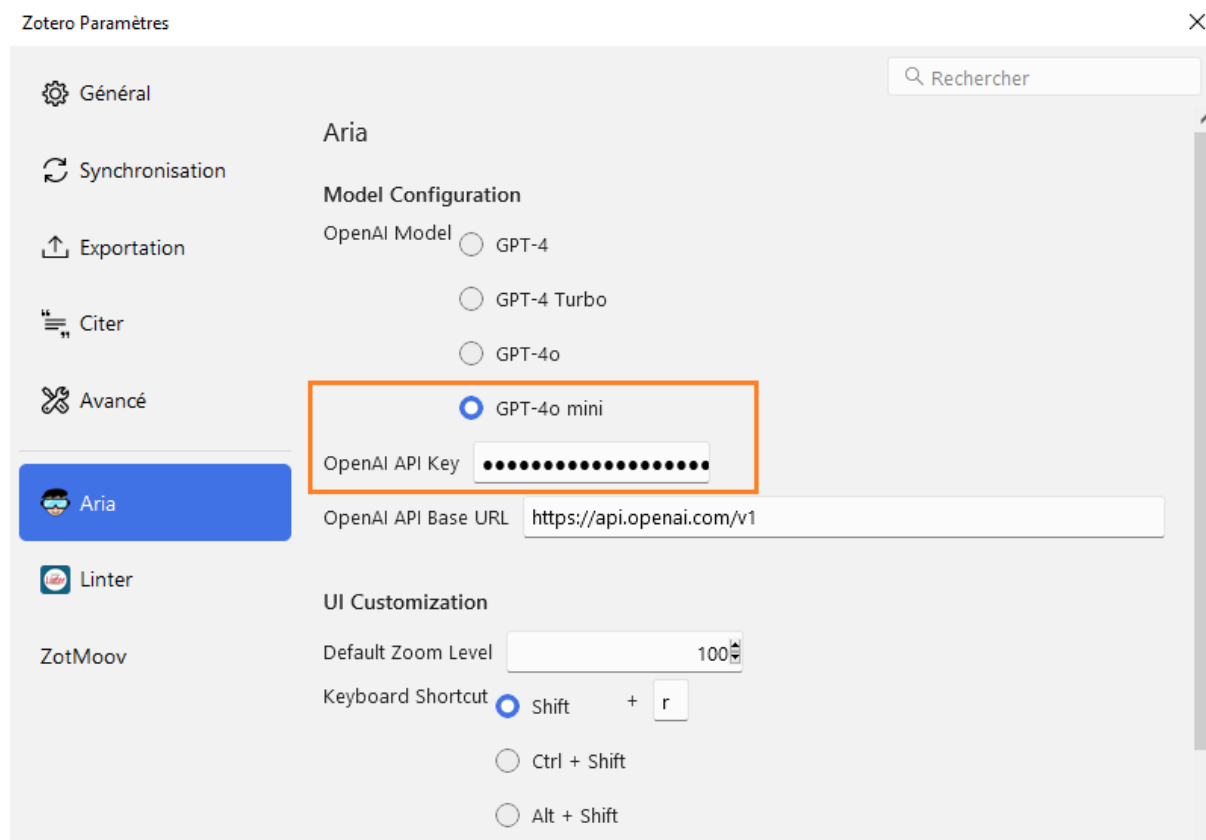 Zotero Paramètres
Rechercher
Général
Synchronisation
Exportation
Citer
Avancé
Aria
Linter
ZotMoov
Aria
Model Configuration
OpenAI Model
GPT-4
GPT-4 Turbo
GPT-4o
GPT-4o mini
OpenAI API Key ●●●●●●●●●●●●●●●●●●●
OpenAI API Base URL https://api.openai.com/v1
UI Customization
Default Zoom Level 100
Keyboard Shortcut Shift + r
Ctrl + Shift
Alt + Shift